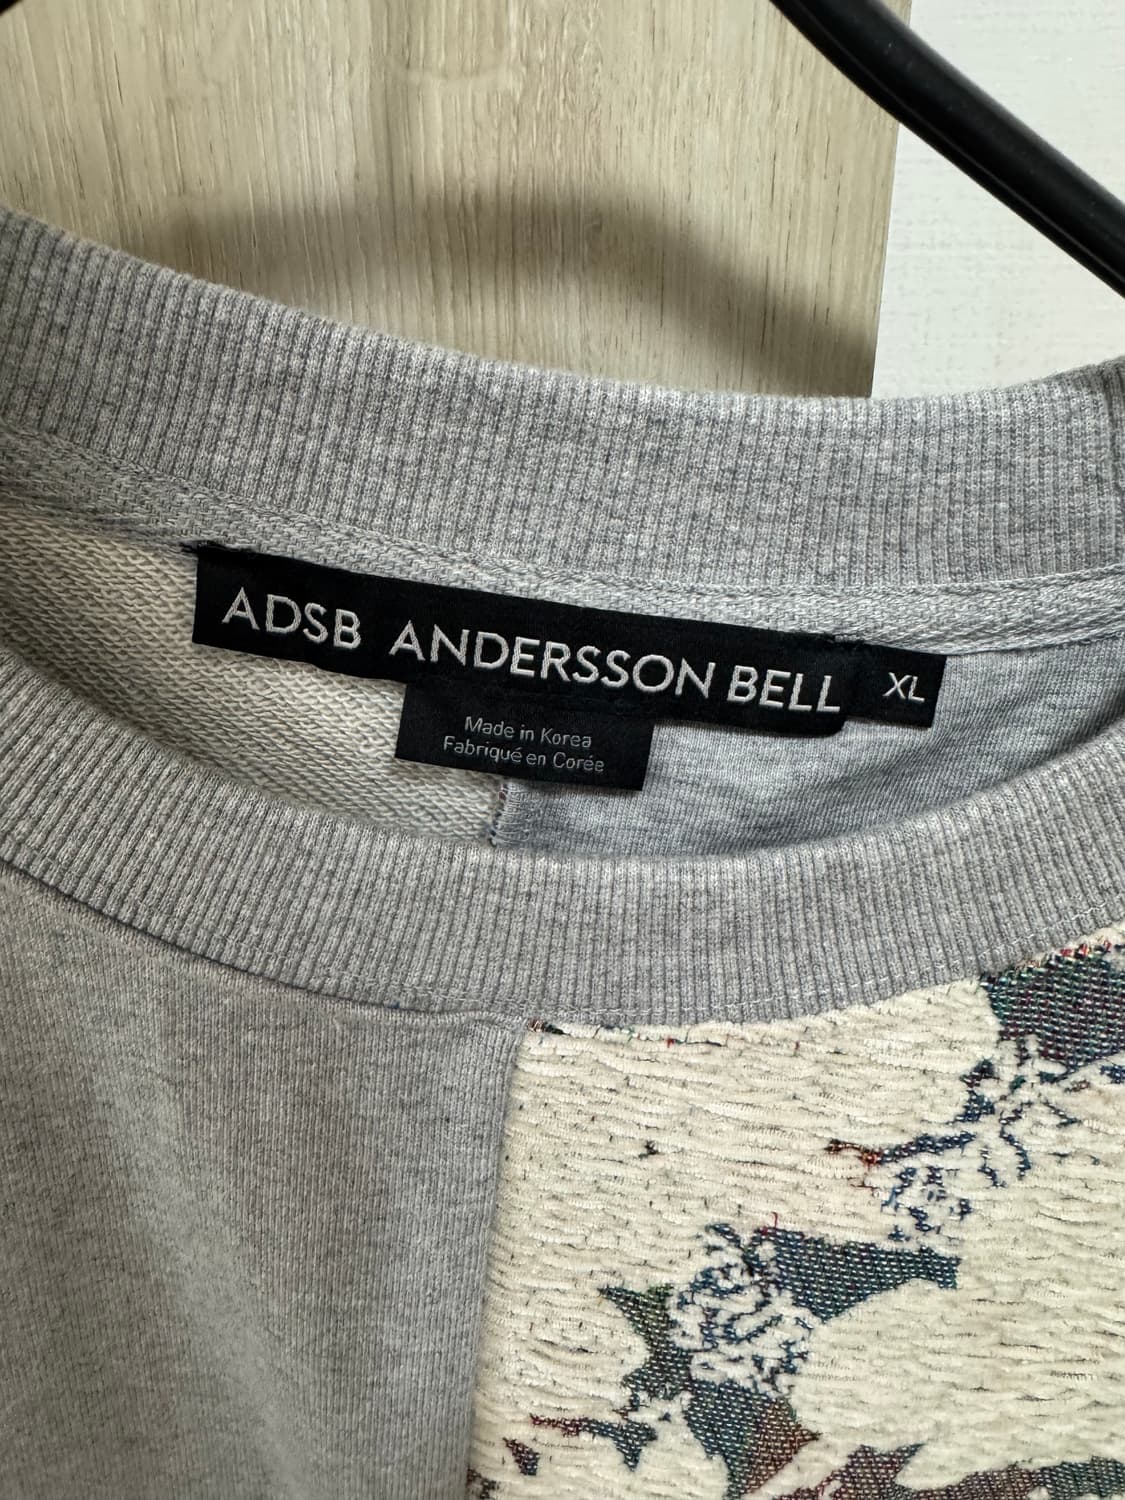 ADSB ANDERSSON BELL XL
Made in Korea
Fabriqué en Corée